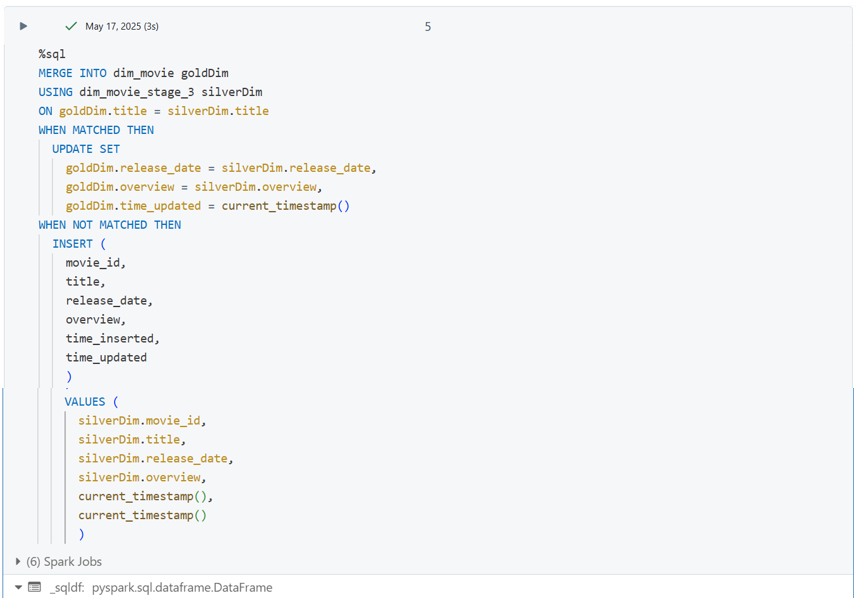 May 17, 2025 (3s)
5
%sql
MERGE INTO dim_movie goldDim
USING dim_movie_stage_3 silverDim
ON goldDim.title = silverDim.title
WHEN MATCHED THEN
UPDATE SET
goldDim.release_date = silverDim.release_date,
goldDim.overview = silverDim.overview,
goldDim.time_updated = current_timestamp()
WHEN NOT MATCHED THEN
INSERT (
movie_id,
title,
release_date,
overview,
time_inserted,
time_updated
)
VALUES (
silverDim.movie_id,
silverDim.title,
silverDim.release_date,
silverDim.overview,
current_timestamp(),
current_timestamp()
)
(6) Spark Jobs
_sqldf: pyspark.sql.dataframe.DataFrame